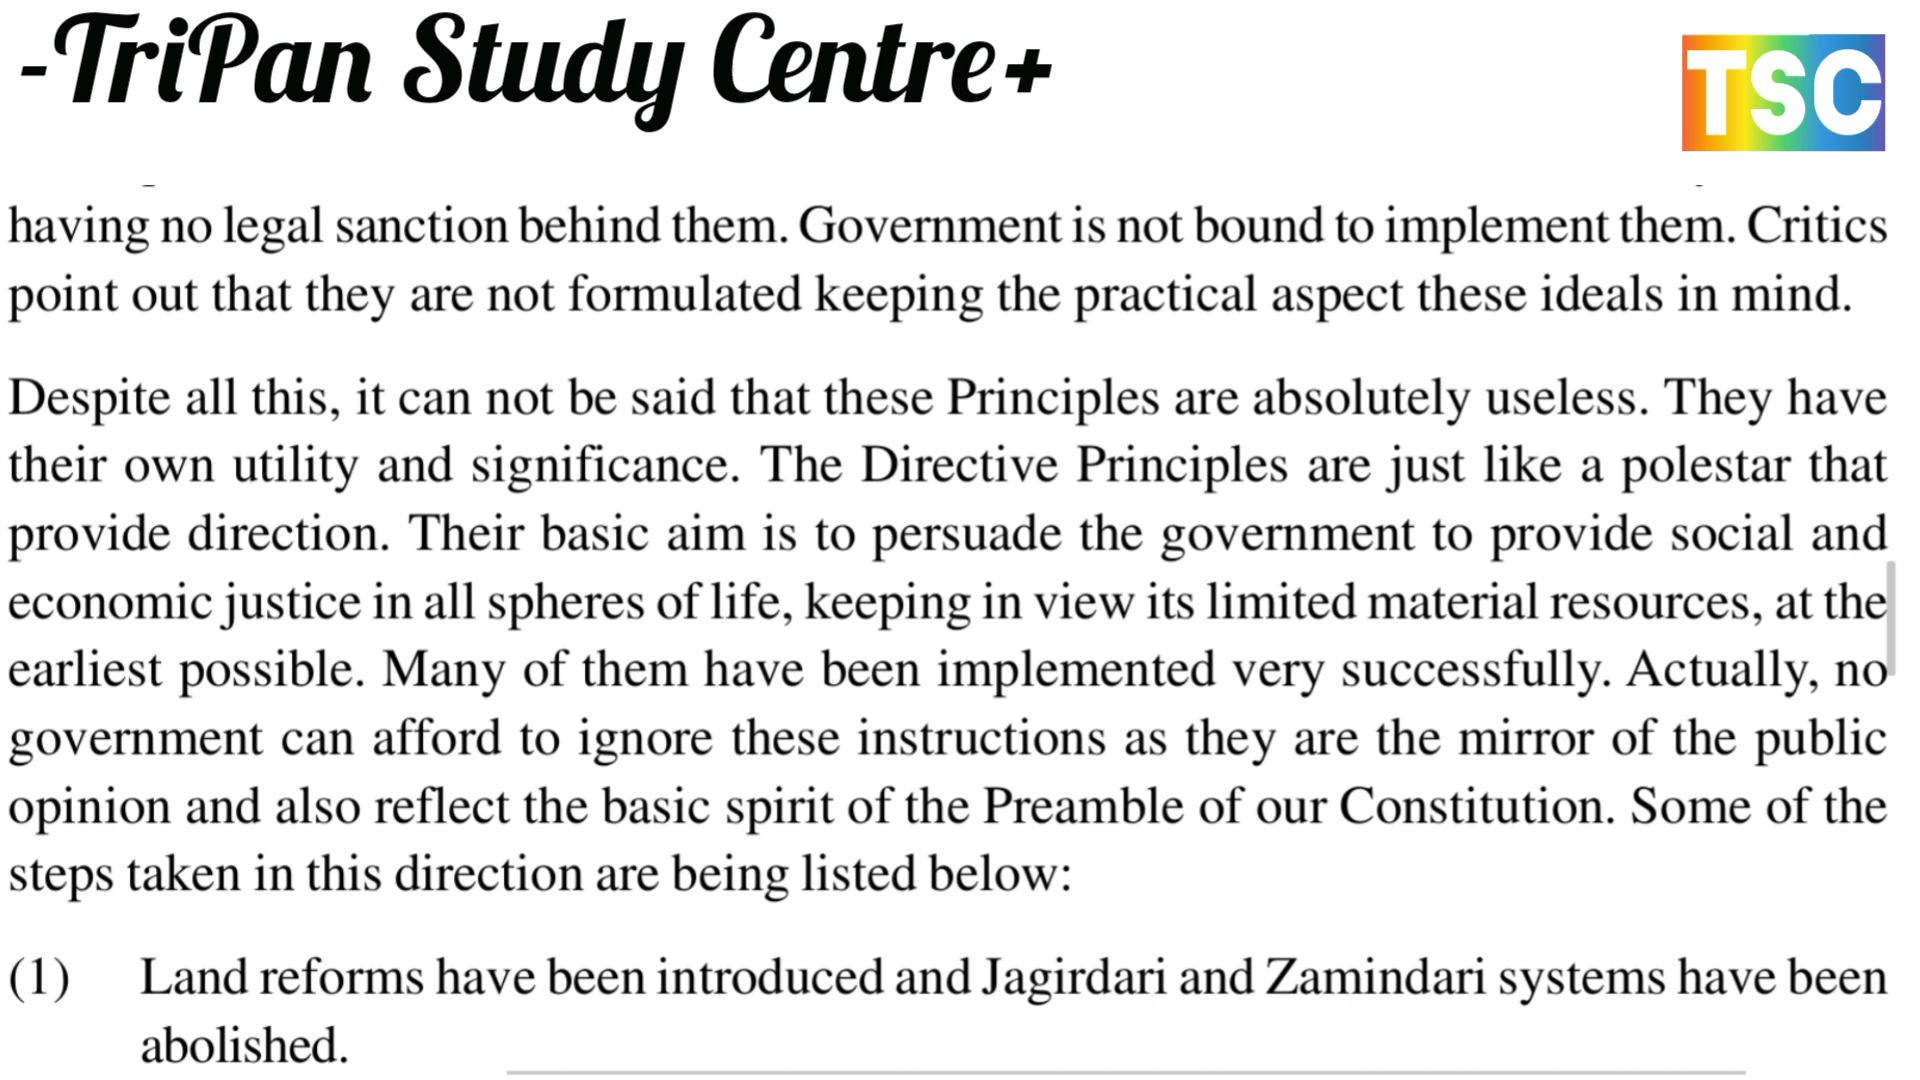 -TriPan Study Centre+
TSC
having no legal sanction behind them. Government is not bound to implement them. Critics
point out that they are not formulated keeping the practical aspect these ideals in mind.
Despite all this, it can not be said that these Principles are absolutely useless. They have
their own utility and significance. The Directive Principles are just like a polestar that
provide direction. Their basic aim is to persuade the government to provide social and
economic justice in all spheres of life, keeping in view its limited material resources, at the
earliest possible. Many of them have been implemented very successfully. Actually, no
government can afford to ignore these instructions as they are the mirror of the public
opinion and also reflect the basic spirit of the Preamble of our Constitution. Some of the
steps taken in this direction are being listed below:
(1) Land reforms have been introduced and Jagirdari and Zamindari systems have been
abolished.